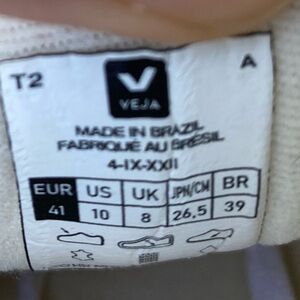 T2 A
V
VEJA
MADE IN BRAZIL
FABRIQUÉ AU BRÉSIL
4-IX-XXII
EUR US UK JPN/CM BR
41 10 8 26,5 39